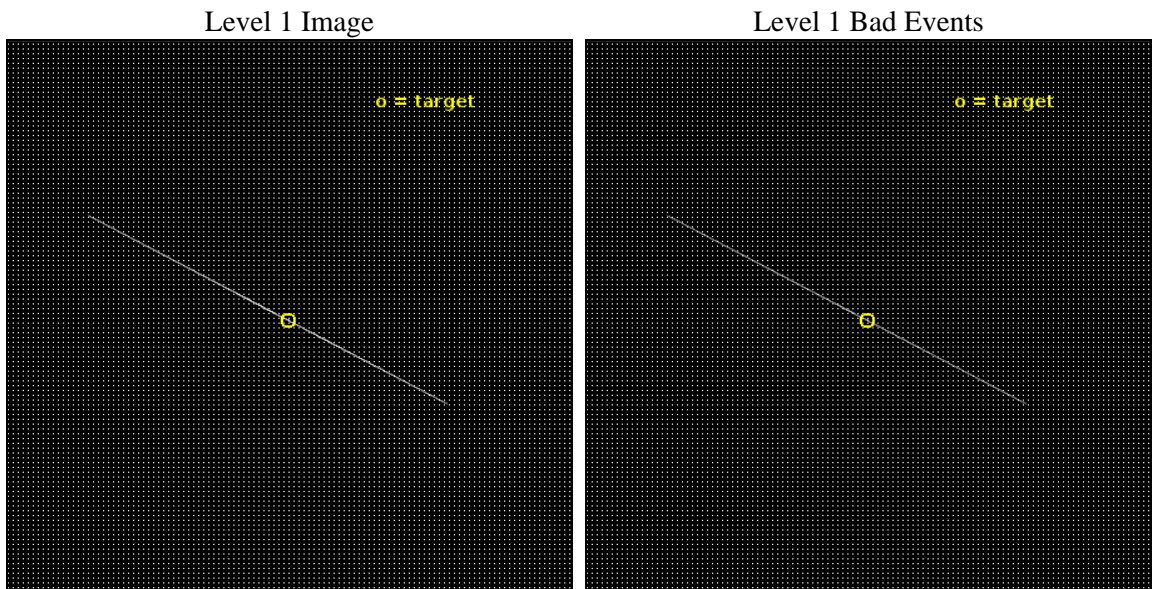 Level 1 Image
Level 1 Bad Events
o = target
o = target